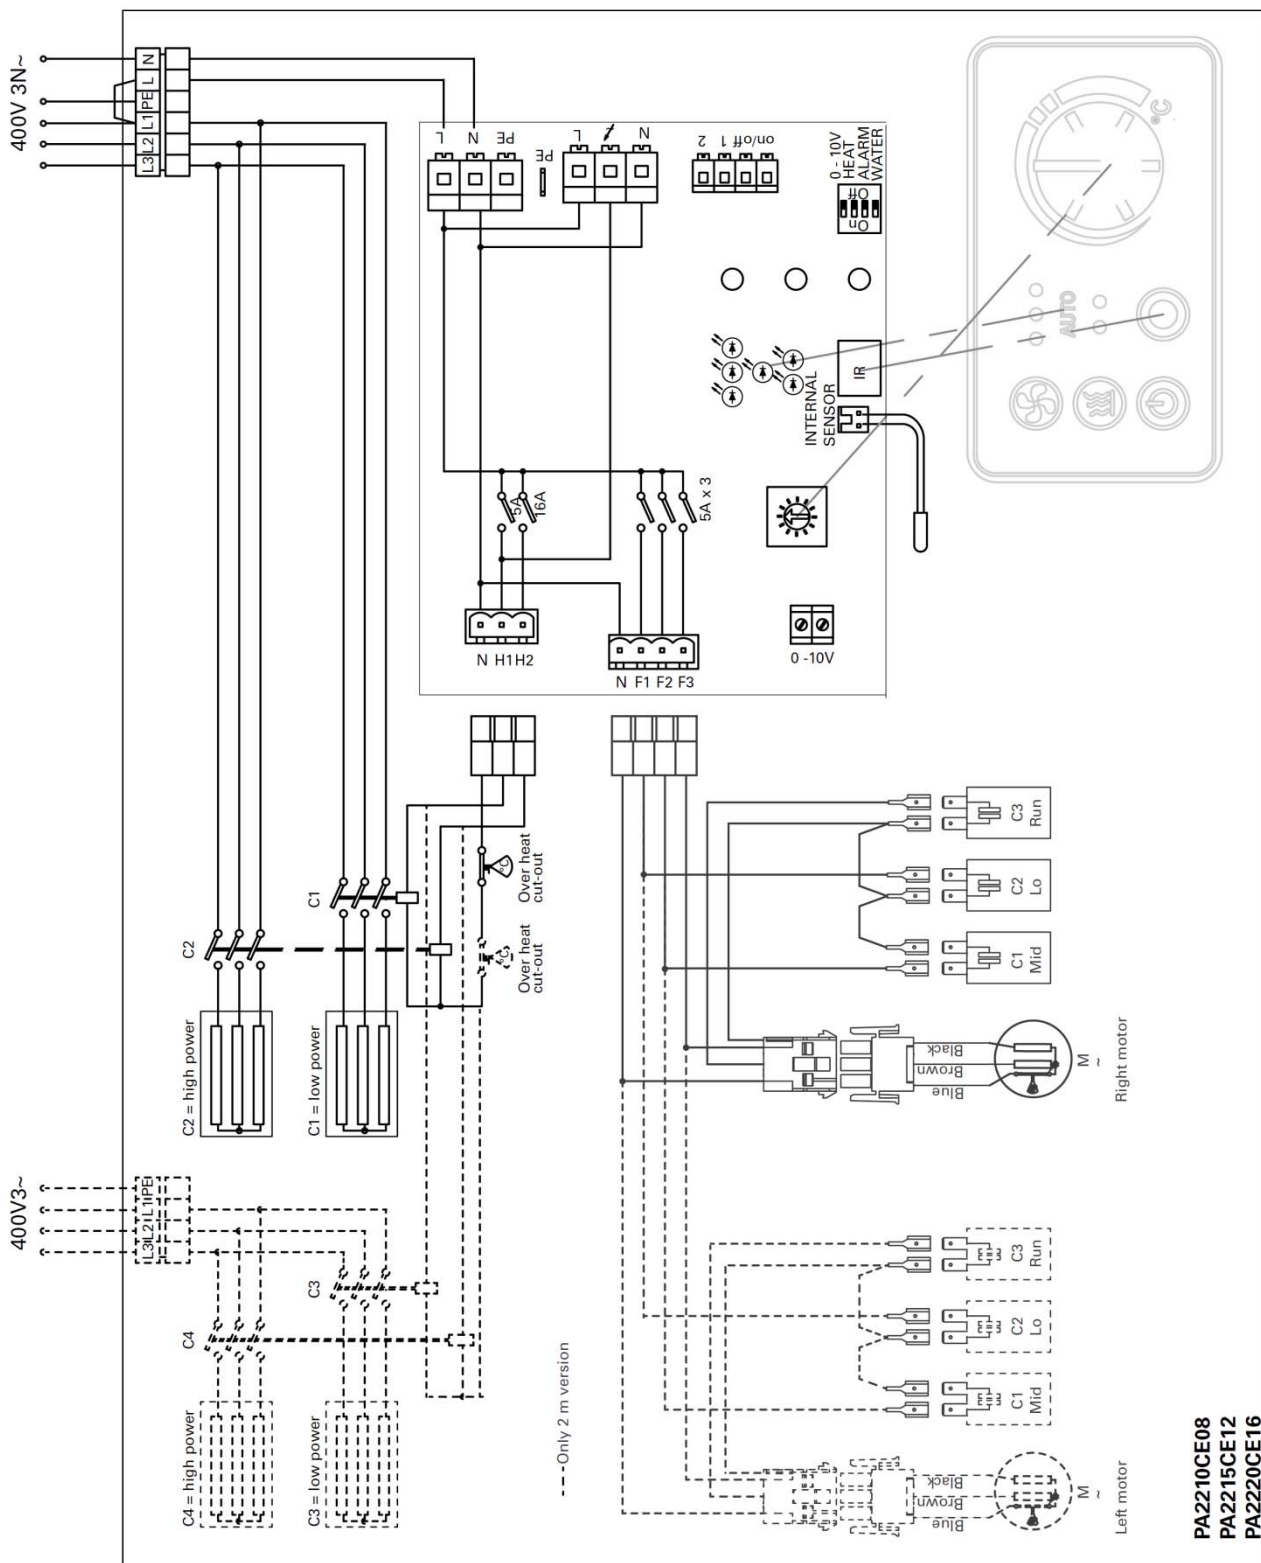 400V 3N~
N
L
PE
L1
L2
L3
L
N
PE
PE
L
N
2
1
on/off
0 - 10V
HEAT
ALARM
WATER
Off
On
°C
AUTO
IR
INTERNAL
SENSOR
5A
16A
5A x 3
N H1 H2
N F1 F2 F3
0 -10V
C1
C2
°C
Over heat
cut-out
°C
Over heat
cut-out
C2 = high power
C1 = low power
C3
Run
C2
Lo
C1
Mid
Black
Brown
Blue
M
~
Right motor
400V3~
PE
L1
L2
L3
C3
C4
C4 = high power
C3 = low power
Only 2 m version
C3
Run
C2
Lo
C1
Mid
Black
Brown
Blue
M
~
Left motor
PA2210CE08
PA2215CE12
PA2220CE16